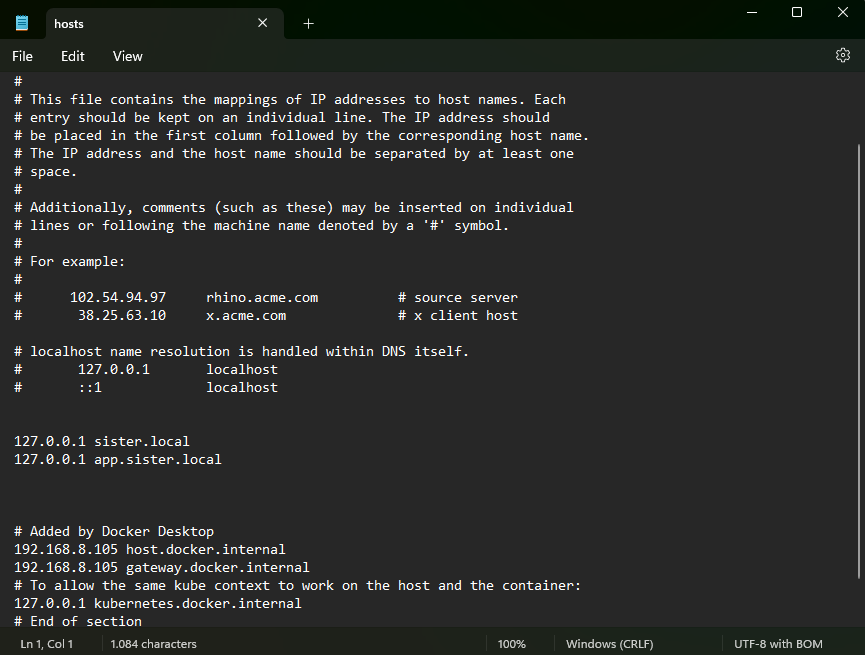 hosts
File Edit View
#
# This file contains the mappings of IP addresses to host names. Each
# entry should be kept on an individual line. The IP address should
# be placed in the first column followed by the corresponding host name.
# The IP address and the host name should be separated by at least one
# space.
#
# Additionally, comments (such as these) may be inserted on individual
# lines or following the machine name denoted by a '#' symbol.
#
# For example:
#
#      102.54.94.97     rhino.acme.com          # source server
#       38.25.63.10     x.acme.com              # x client host
# localhost name resolution is handled within DNS itself.
#       127.0.0.1       localhost
#       ::1             localhost
127.0.0.1 sister.local
127.0.0.1 app.sister.local
# Added by Docker Desktop
192.168.8.105 host.docker.internal
192.168.8.105 gateway.docker.internal
# To allow the same kube context to work on the host and the container:
127.0.0.1 kubernetes.docker.internal
# End of section
Ln 1, Col 1 1.084 characters 100% Windows (CRLF) UTF-8 with BOM